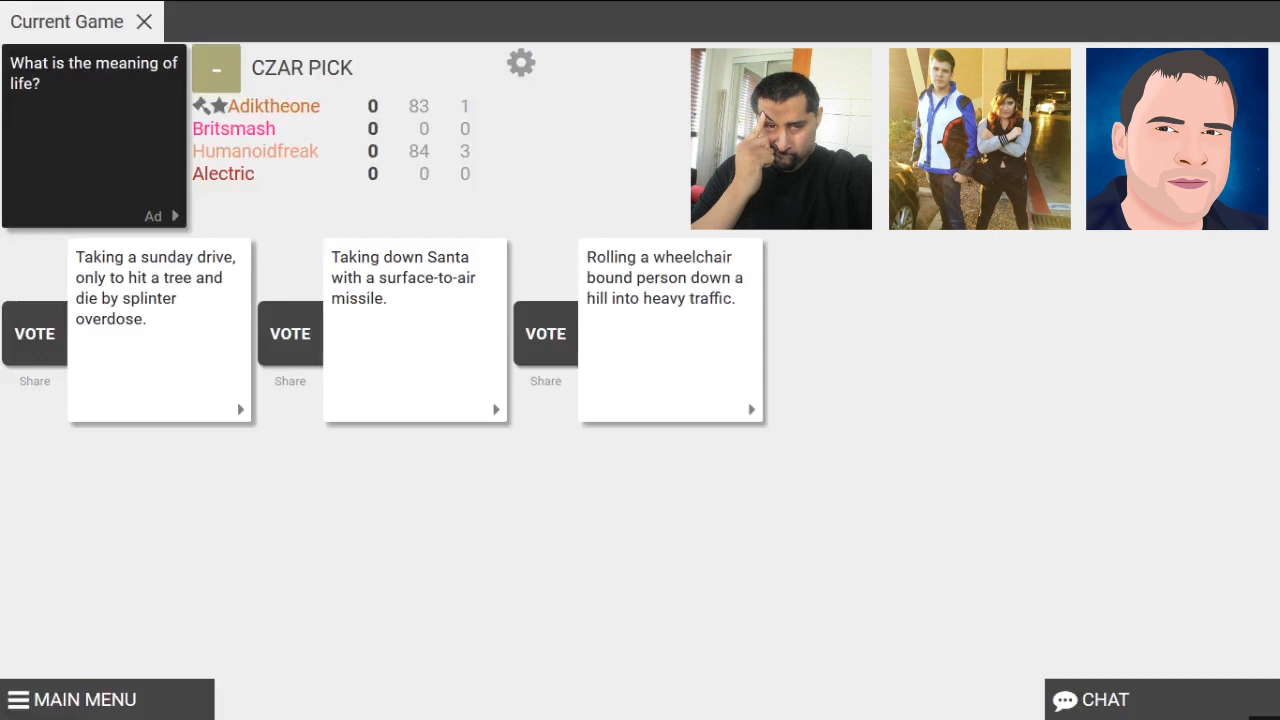 Current Game
What is the meaning of
life?
Ad
-
CZAR PICK
Adiktheone 0 83 1
Britsmash 0 0 0
Humanoidfreak 0 84 3
Alectric 0 0 0
VOTE
Share
Taking a sunday drive,
only to hit a tree and
die by splinter
overdose.
VOTE
Share
Taking down Santa
with a surface-to-air
missile.
VOTE
Share
Rolling a wheelchair
bound person down a
hill into heavy traffic.
MAIN MENU
CHAT